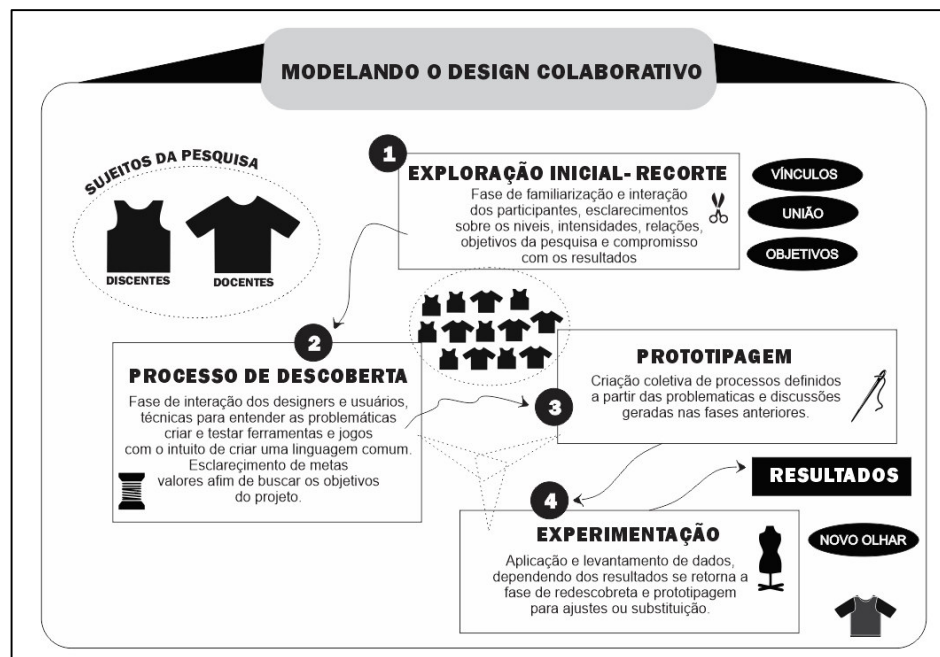 MODELANDO O DESIGN COLABORATIVO
SUJEITOS DA PESQUISA
DISCENTES
DOCENTES
1
EXPLORAÇÃO INICIAL- RECORTE
Fase de familiarização e interação
dos participantes, esclarecimentos
sobre os niveis, intensidades, relações,
objetivos da pesquisa e compromisso
com os resultados
VÍNCULOS
UNIÃO
OBJETIVOS
2
PROCESSO DE DESCOBERTA
Fase de interação dos designers e usuários,
técnicas para entender as problemáticas
criar e testar ferramentas e jogos
com o intuito de criar uma linguagem comum.
Esclareçimento de metas
valores afim de buscar os objetivos
do projeto.
3
PROTOTIPAGEM
Criação coletiva de processos definidos
a partir das problematicas e discussões
geradas nas fases anteriores.
RESULTADOS
4
EXPERIMENTAÇÃO
Aplicação e levantamento de dados,
dependendo dos resultados se retorna a
fase de redescobreta e prototipagem
para ajustes ou substituição.
NOVO OLHAR